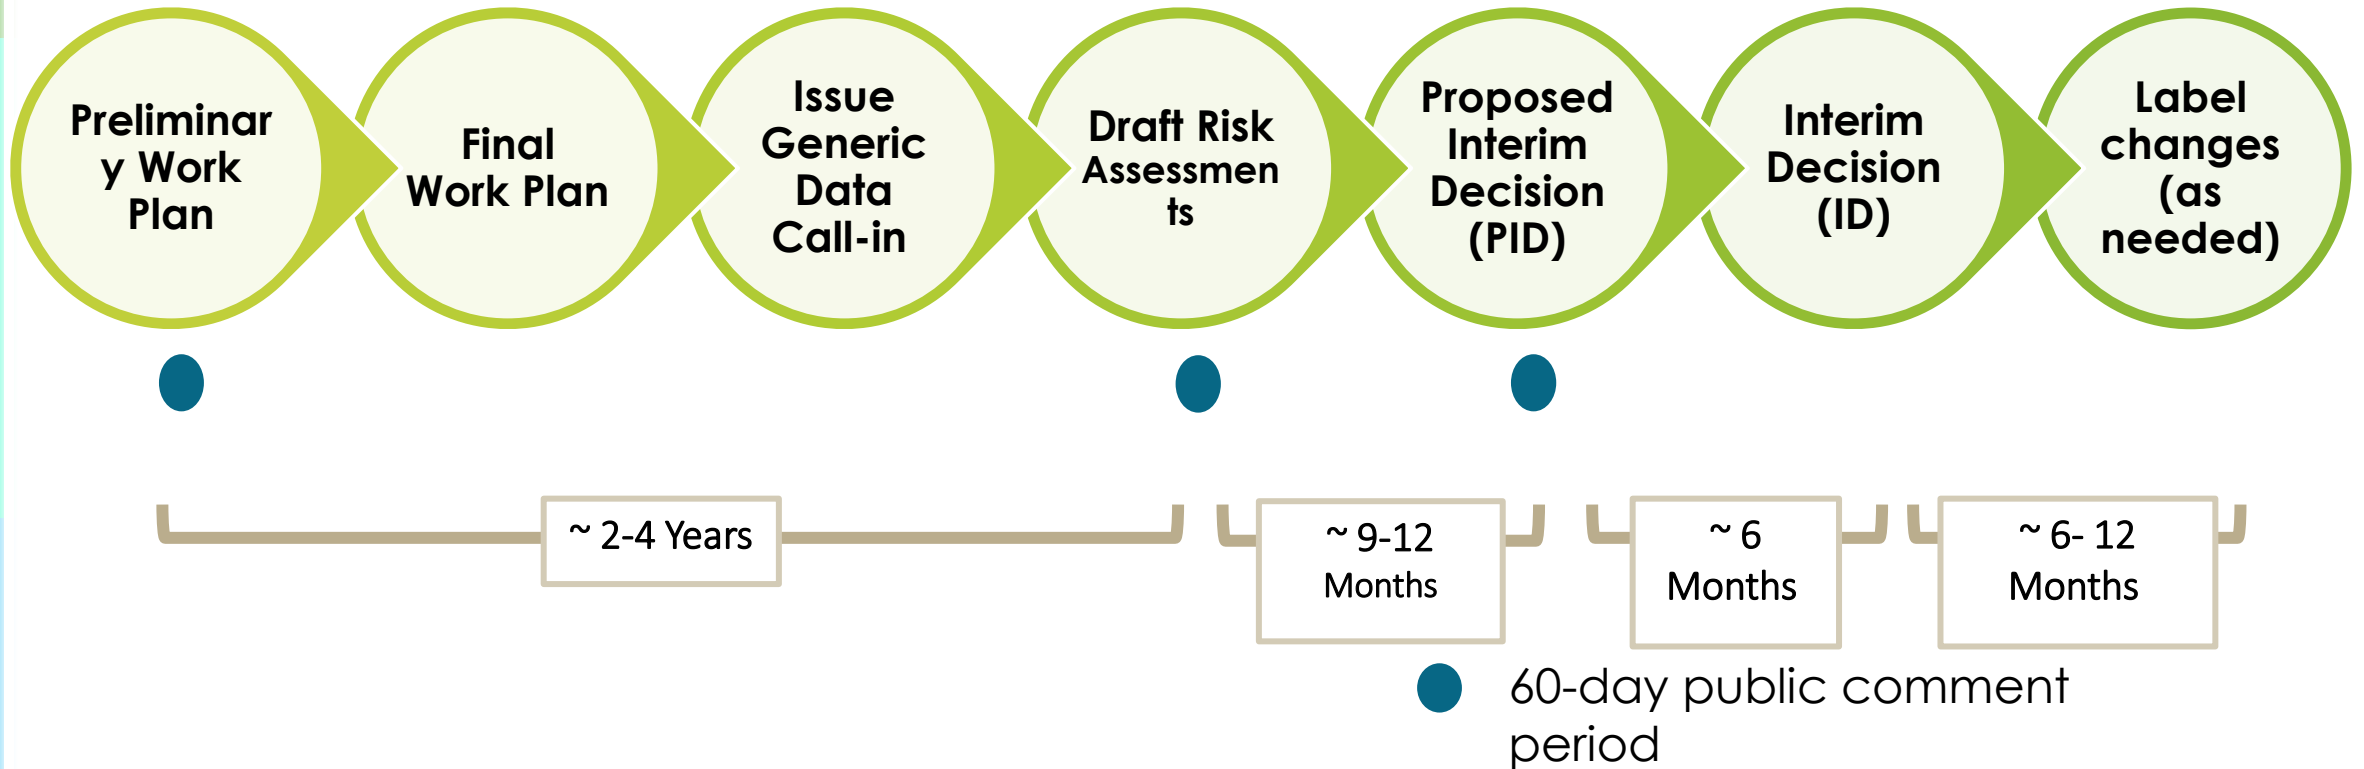 Preliminar
y Work
Plan
Final
Work Plan
Issue
Generic
Data
Call-in
Draft Risk
Assessmen
ts
Proposed
Interim
Decision
(PID)
Interim
Decision
(ID)
Label
changes
(as
needed)
~ 2-4 Years
~ 9-12
Months
~ 6
Months
~ 6- 12
Months
60-day public comment
period